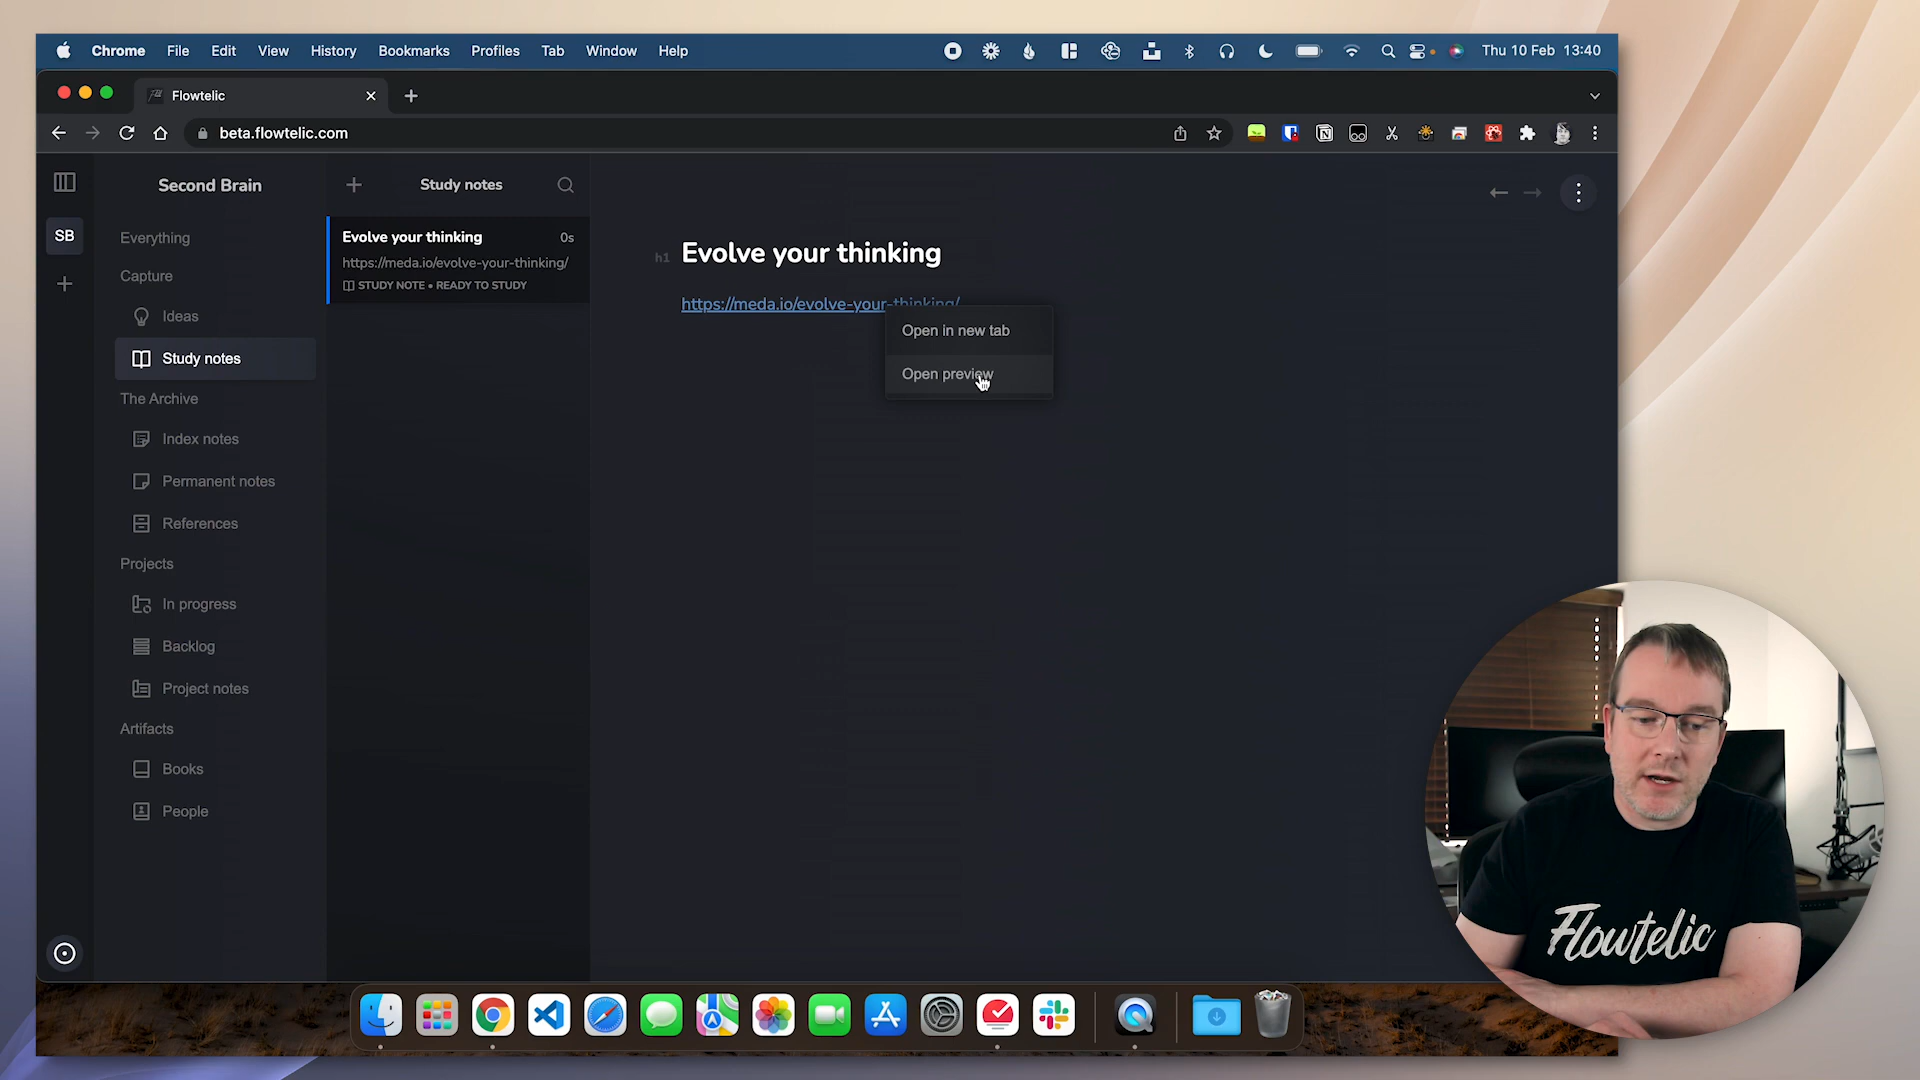 Chrome File Edit View History Bookmarks Profiles Tab Window Help Thu 10 Feb 13:40
Flowtelic
beta.flowtelic.com
Second Brain
Study notes
SB
Everything
Capture
Ideas
Study notes
The Archive
Index notes
Permanent notes
References
Projects
In progress
Backlog
Project notes
Artifacts
Books
People
Evolve your thinking 0s
https://meda.io/evolve-your-thinking/
STUDY NOTE • READY TO STUDY
h1 Evolve your thinking
https://meda.io/evolve-your-thinking/
Open in new tab
Open preview
Flowtelic